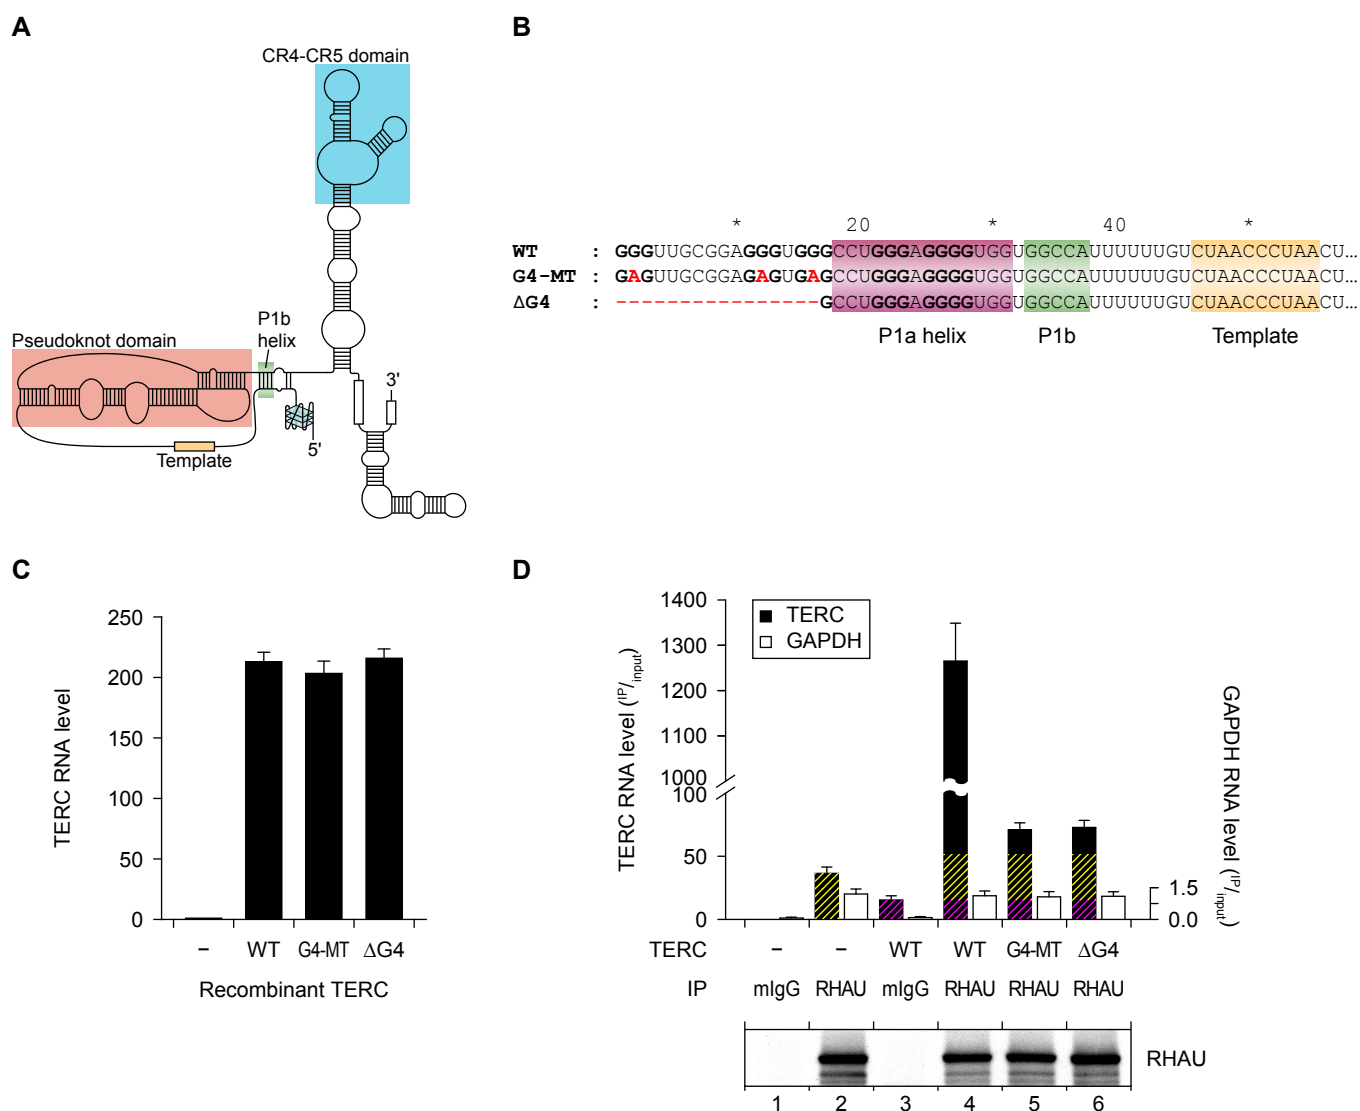 A
CR4-CR5 domain
P1b
helix
Pseudoknot domain
3'
5'
Template
B
* 20 * 40 *
WT : GGGUUGCGGAGGGUGGGCCUGGGAGGGGUGGUGGCCAUUUUUUGUCUAACCCUAACU...
G4-MT : GAGUUGCGGAGAGUGAGCCUGGGAGGGGUGGUGGCCAUUUUUUGUCUAACCCUAACU...
ΔG4 : ----------------GCCUGGGAGGGGUGGUGGCCAUUUUUUGUCUAACCCUAACU...
P1a helix P1b Template
C
TERC RNA level
250
200
150
100
50
0
– WT G4-MT ΔG4
Recombinant TERC
D
TERC RNA level (IP/input)
1400
1300
1200
1100
1000
100
50
0
TERC
GAPDH
GAPDH RNA level (IP/input)
1.5
0.0
TERC – – WT WT G4-MT ΔG4
IP mIgG RHAU mIgG RHAU RHAU RHAU
RHAU
1 2 3 4 5 6